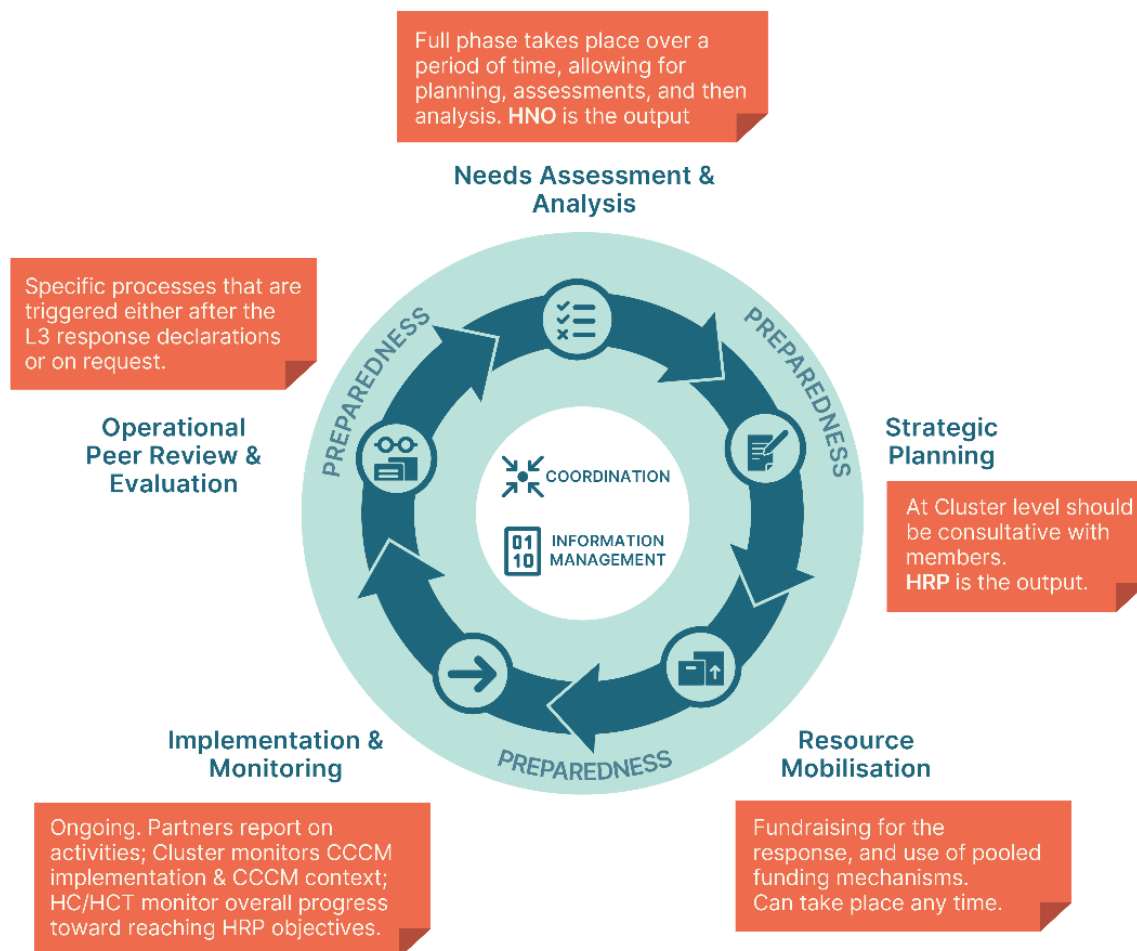 Full phase takes place over a
period of time, allowing for
planning, assessments, and then
analysis. HNO is the output
Needs Assessment &
Analysis
Specific processes that are
triggered either after the
L3 response declarations
or on request.
Operational
Peer Review &
Evaluation
PREPAREDNESS
PREPAREDNESS
COORDINATION
01
10
INFORMATION
MANAGEMENT
Strategic
Planning
At Cluster level should
be consultative with
members.
HRP is the output.
PREPAREDNESS
Implementation &
Monitoring
Ongoing. Partners report on
activities; Cluster monitors CCCM
implementation & CCCM context;
HC/HCT monitor overall progress
toward reaching HRP objectives.
Resource
Mobilisation
Fundraising for the
response, and use of pooled
funding mechanisms.
Can take place any time.